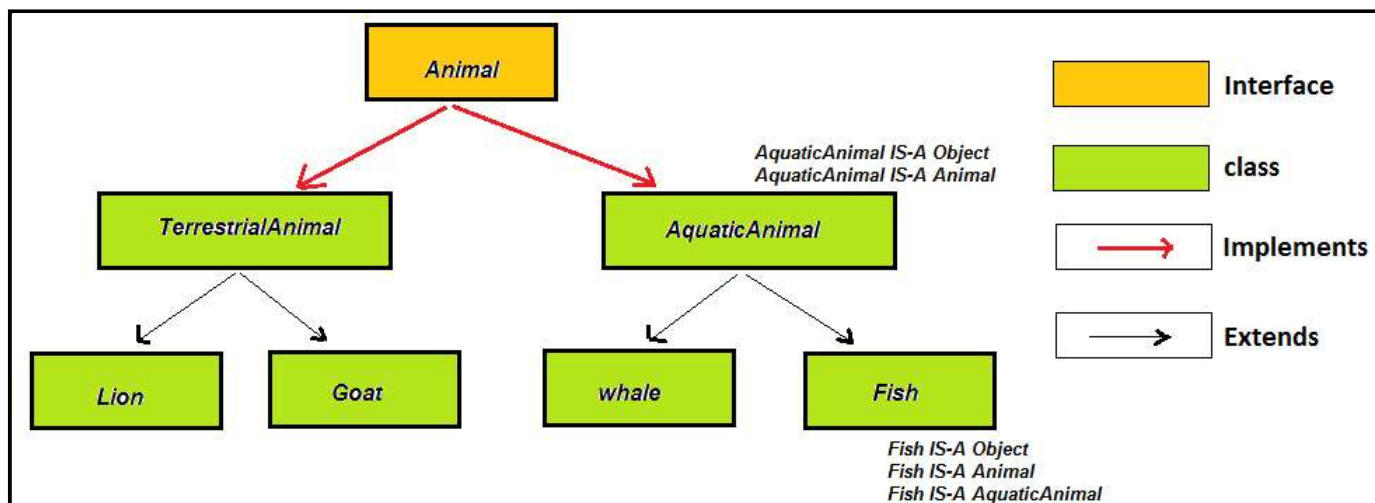 Animal
Interface
AquaticAnimal IS-A Object
AquaticAnimal IS-A Animal
class
TerrestrialAnimal
AquaticAnimal
Implements
Extends
Lion
Goat
whale
Fish
Fish IS-A Object
Fish IS-A Animal
Fish IS-A AquaticAnimal